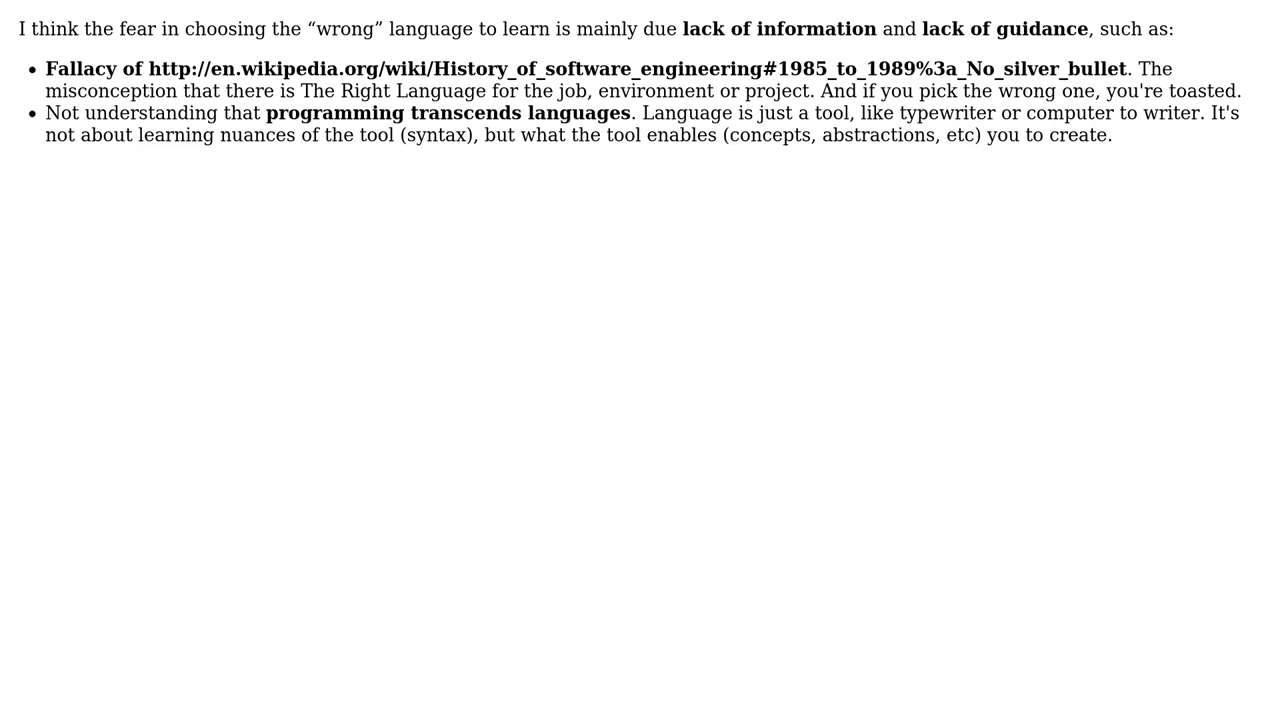 I think the fear in choosing the “wrong” language to learn is mainly due lack of information and lack of guidance, such as:
• Fallacy of http://en.wikipedia.org/wiki/History_of_software_engineering#1985_to_1989%3a_No_silver_bullet. The
misconception that there is The Right Language for the job, environment or project. And if you pick the wrong one, you're toasted.
• Not understanding that programming transcends languages. Language is just a tool, like typewriter or computer to writer. It's
not about learning nuances of the tool (syntax), but what the tool enables (concepts, abstractions, etc) you to create.